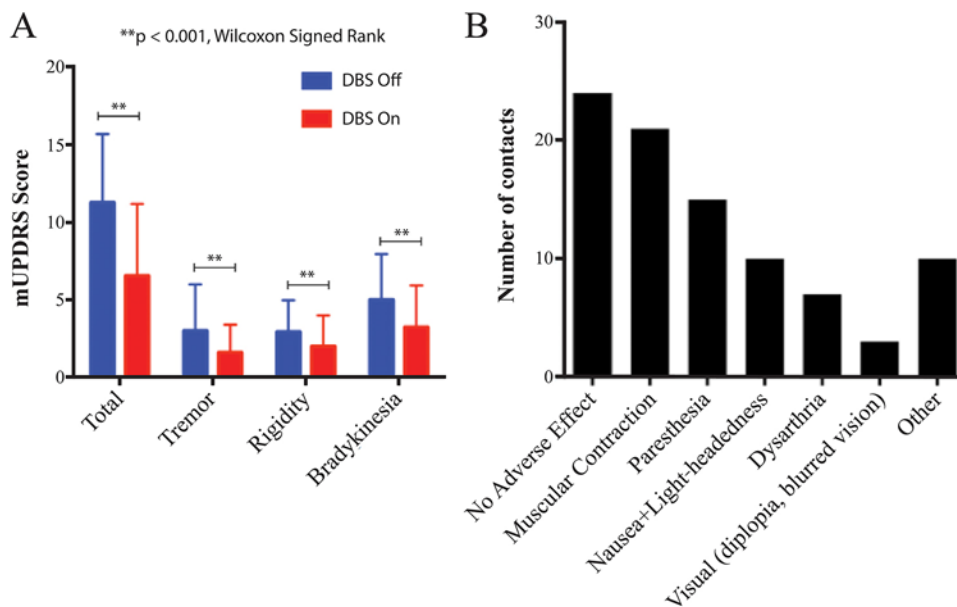 A
**p < 0.001, Wilcoxon Signed Rank
mUPDRS Score
20
15
10
5
0
DBS Off
DBS On
**
**
**
**
Total
Tremor
Rigidity
Bradykinesia
B
Number of contacts
30
20
10
0
No Adverse Effect
Muscular Contraction
Paresthesia
Nausea+Light-headedness
Dysarthria
Visual (diplopia, blurred vision)
Other